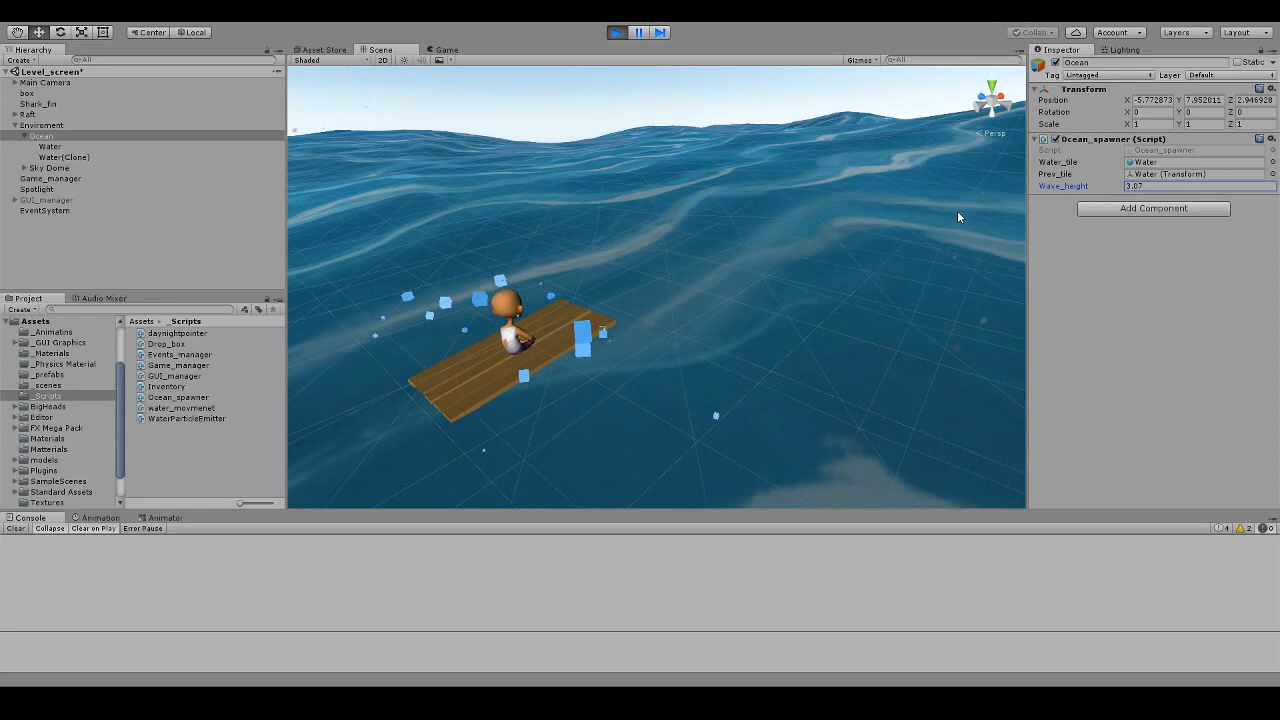 Center
Local
Collab
Account
Layers
Layout
Hierarchy
Create
All
Level_screen*
Main Camera
box
Shark_fin
Raft
Enviroment
Ocean
Water
Water(Clone)
Sky Dome
Game_manager
Spotlight
GUI_manager
EventSystem
Asset Store
Scene
Game
Shaded
2D
Gizmos
All
< Persp
Inspector
Lighting
Ocean
Static
Tag Untagged Layer Default
Transform
Position X -5.772873 Y 7.952011 Z 2.946928
Rotation X 0 Y 0 Z 0
Scale X 1 Y 1 Z 1
Ocean_spawner (Script)
Script Ocean_spawner
Water_tile Water
Prev_tile Water (Transform)
Wave_height 3.07
Add Component
Project
Audio Mixer
Create
Assets
_Animatins
_GUI Graphics
_Materials
_Physics Material
_prefabs
_scenes
_Scripts
BigHeads
Editor
FX Mega Pack
Materials
Matterials
models
Plugins
SampleScenes
Standard Assets
Textures
Assets ▸ _Scripts
daynightpointer
Drop_box
Events_manager
Game_manager
GUI_manager
Inventory
Ocean_spawner
water_movmenet
WaterParticleEmitter
Console
Animation
Animator
Clear
Collapse
Clear on Play
Error Pause
4
2
0